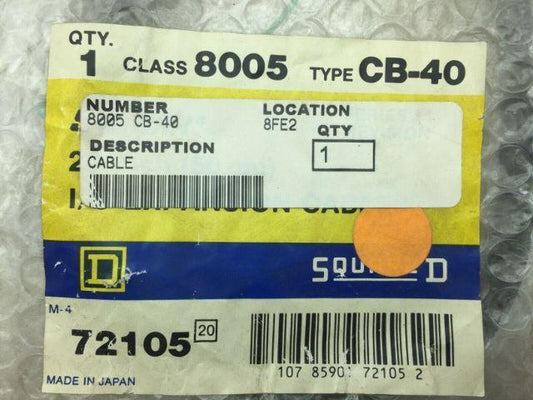 QTY.
1 CLASS 8005 TYPE CB-40
NUMBER LOCATION
8005 CB-40 8FE2
QTY
DESCRIPTION 1
CABLE
2
D
M-4
72105 20
107 85901 72105 2
MADE IN JAPAN